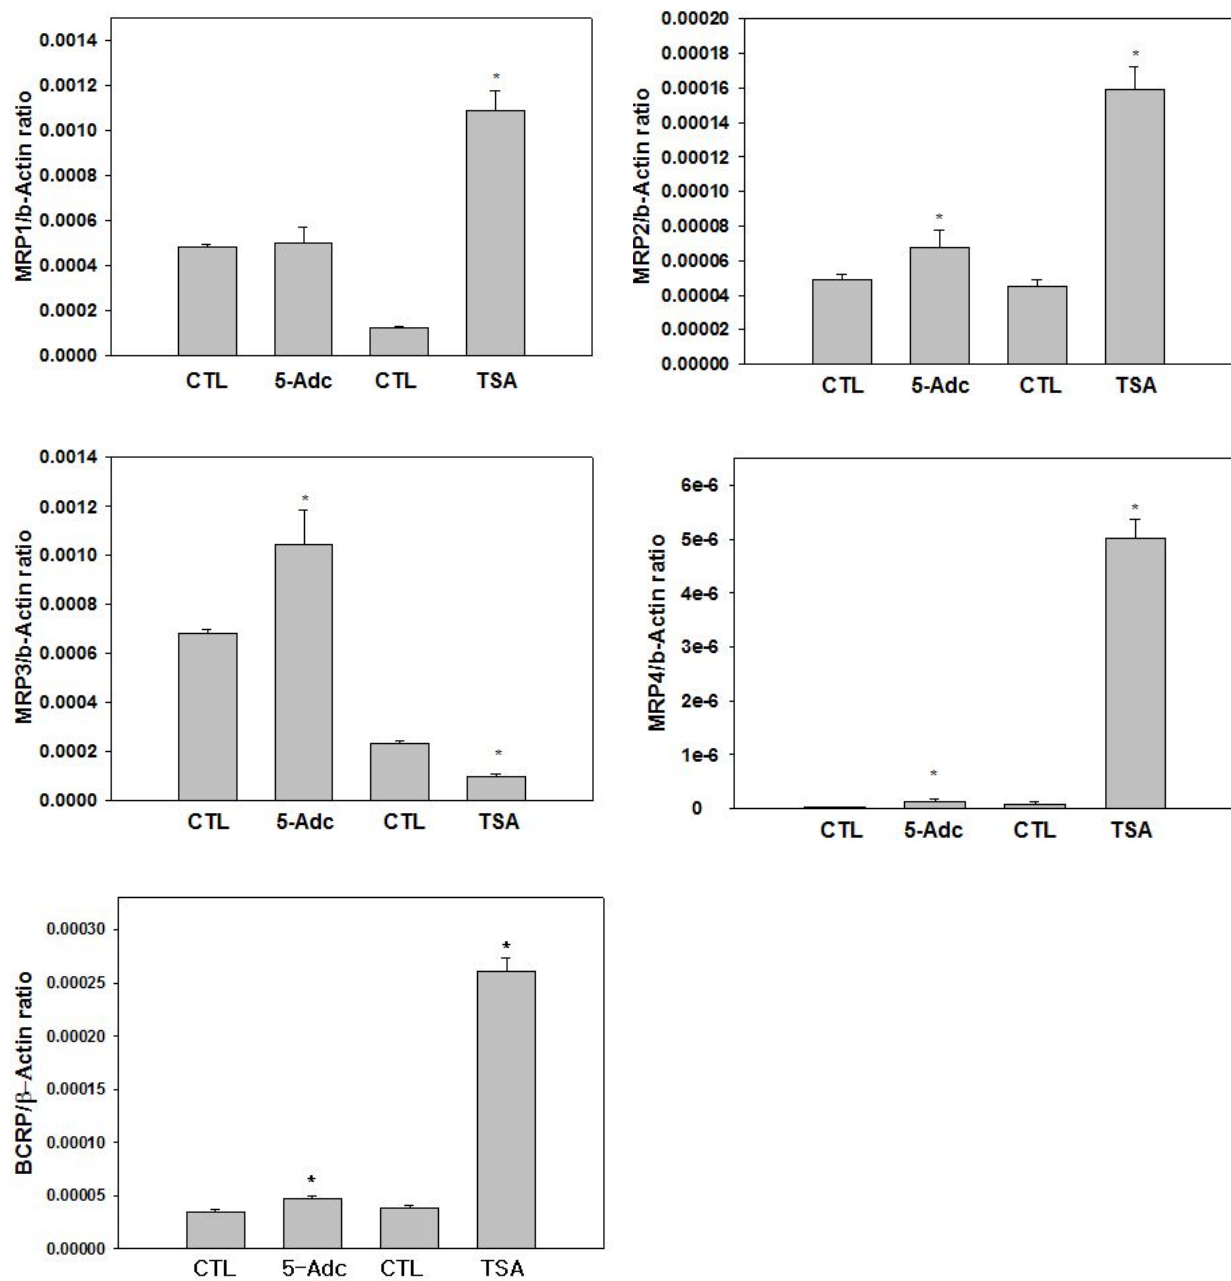 MRP1/b-Actin ratio
0.0014
0.0012
0.0010
0.0008
0.0006
0.0004
0.0002
0.0000
*
CTL 5-Adc CTL TSA
MRP2/b-Actin ratio
0.00020
0.00018
0.00016
0.00014
0.00012
0.00010
0.00008
0.00006
0.00004
0.00002
0.00000
*
*
CTL 5-Adc CTL TSA
MRP3/b-Actin ratio
0.0014
0.0012
0.0010
0.0008
0.0006
0.0004
0.0002
0.0000
*
*
CTL 5-Adc CTL TSA
MRP4/b-Actin ratio
6e-6
5e-6
4e-6
3e-6
2e-6
1e-6
0
*
*
CTL 5-Adc CTL TSA
BCRP/β-Actin ratio
0.00030
0.00025
0.00020
0.00015
0.00010
0.00005
0.00000
*
*
CTL 5-Adc CTL TSA